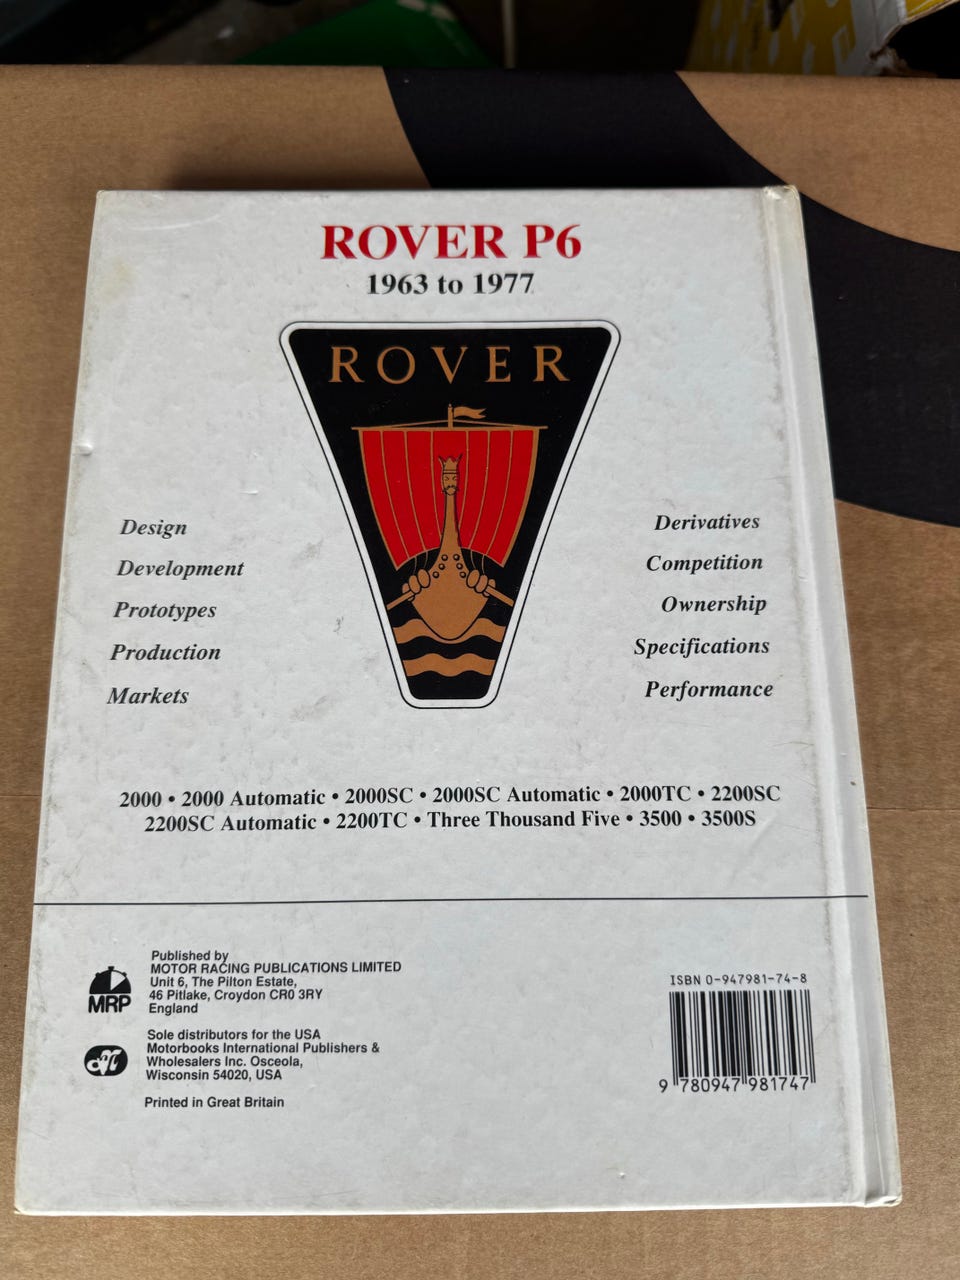 ROVER P6
1963 to 1977
ROVER
Design
Development
Prototypes
Production
Markets
Derivatives
Competition
Ownership
Specifications
Performance
2000 • 2000 Automatic • 2000SC • 2000SC Automatic • 2000TC • 2200SC
2200SC Automatic • 2200TC • Three Thousand Five • 3500 • 3500S
MRP
Published by
MOTOR RACING PUBLICATIONS LIMITED
Unit 6, The Pilton Estate,
46 Pitlake, Croydon CR0 3RY
England
Sole distributors for the USA
Motorbooks International Publishers &
Wholesalers Inc. Osceola,
Wisconsin 54020, USA
Printed in Great Britain
ISBN 0-947981-74-8
9 780947 981747